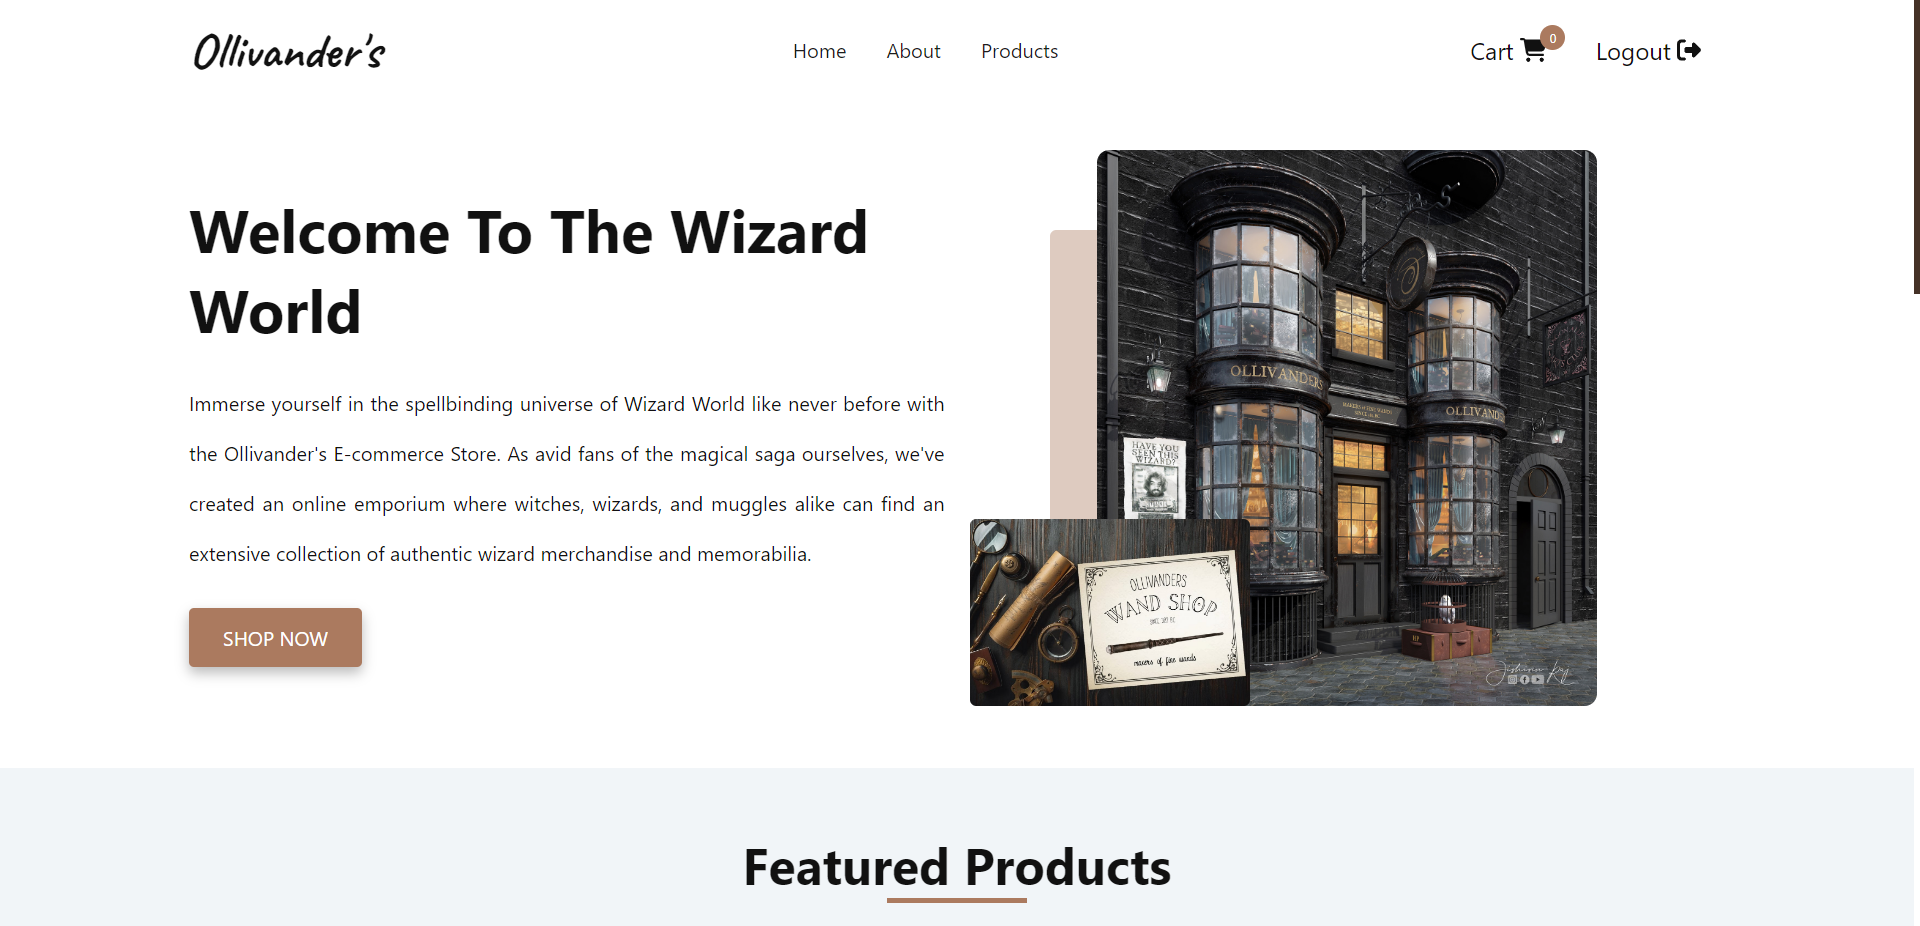 Ollivander's
Home About Products
Cart 0 Logout
Welcome To The Wizard
World
Immerse yourself in the spellbinding universe of Wizard World like never before with
the Ollivander's E-commerce Store. As avid fans of the magical saga ourselves, we've
created an online emporium where witches, wizards, and muggles alike can find an
extensive collection of authentic wizard merchandise and memorabilia.
SHOP NOW
OLLIVANDERS
MAKERS OF FINE WANDS
OLLIVANDERS
HAVE YOU
SEEN THIS
WIZARD?
OLLIVANDERS
WAND SHOP
makers of fine wands
Featured Products